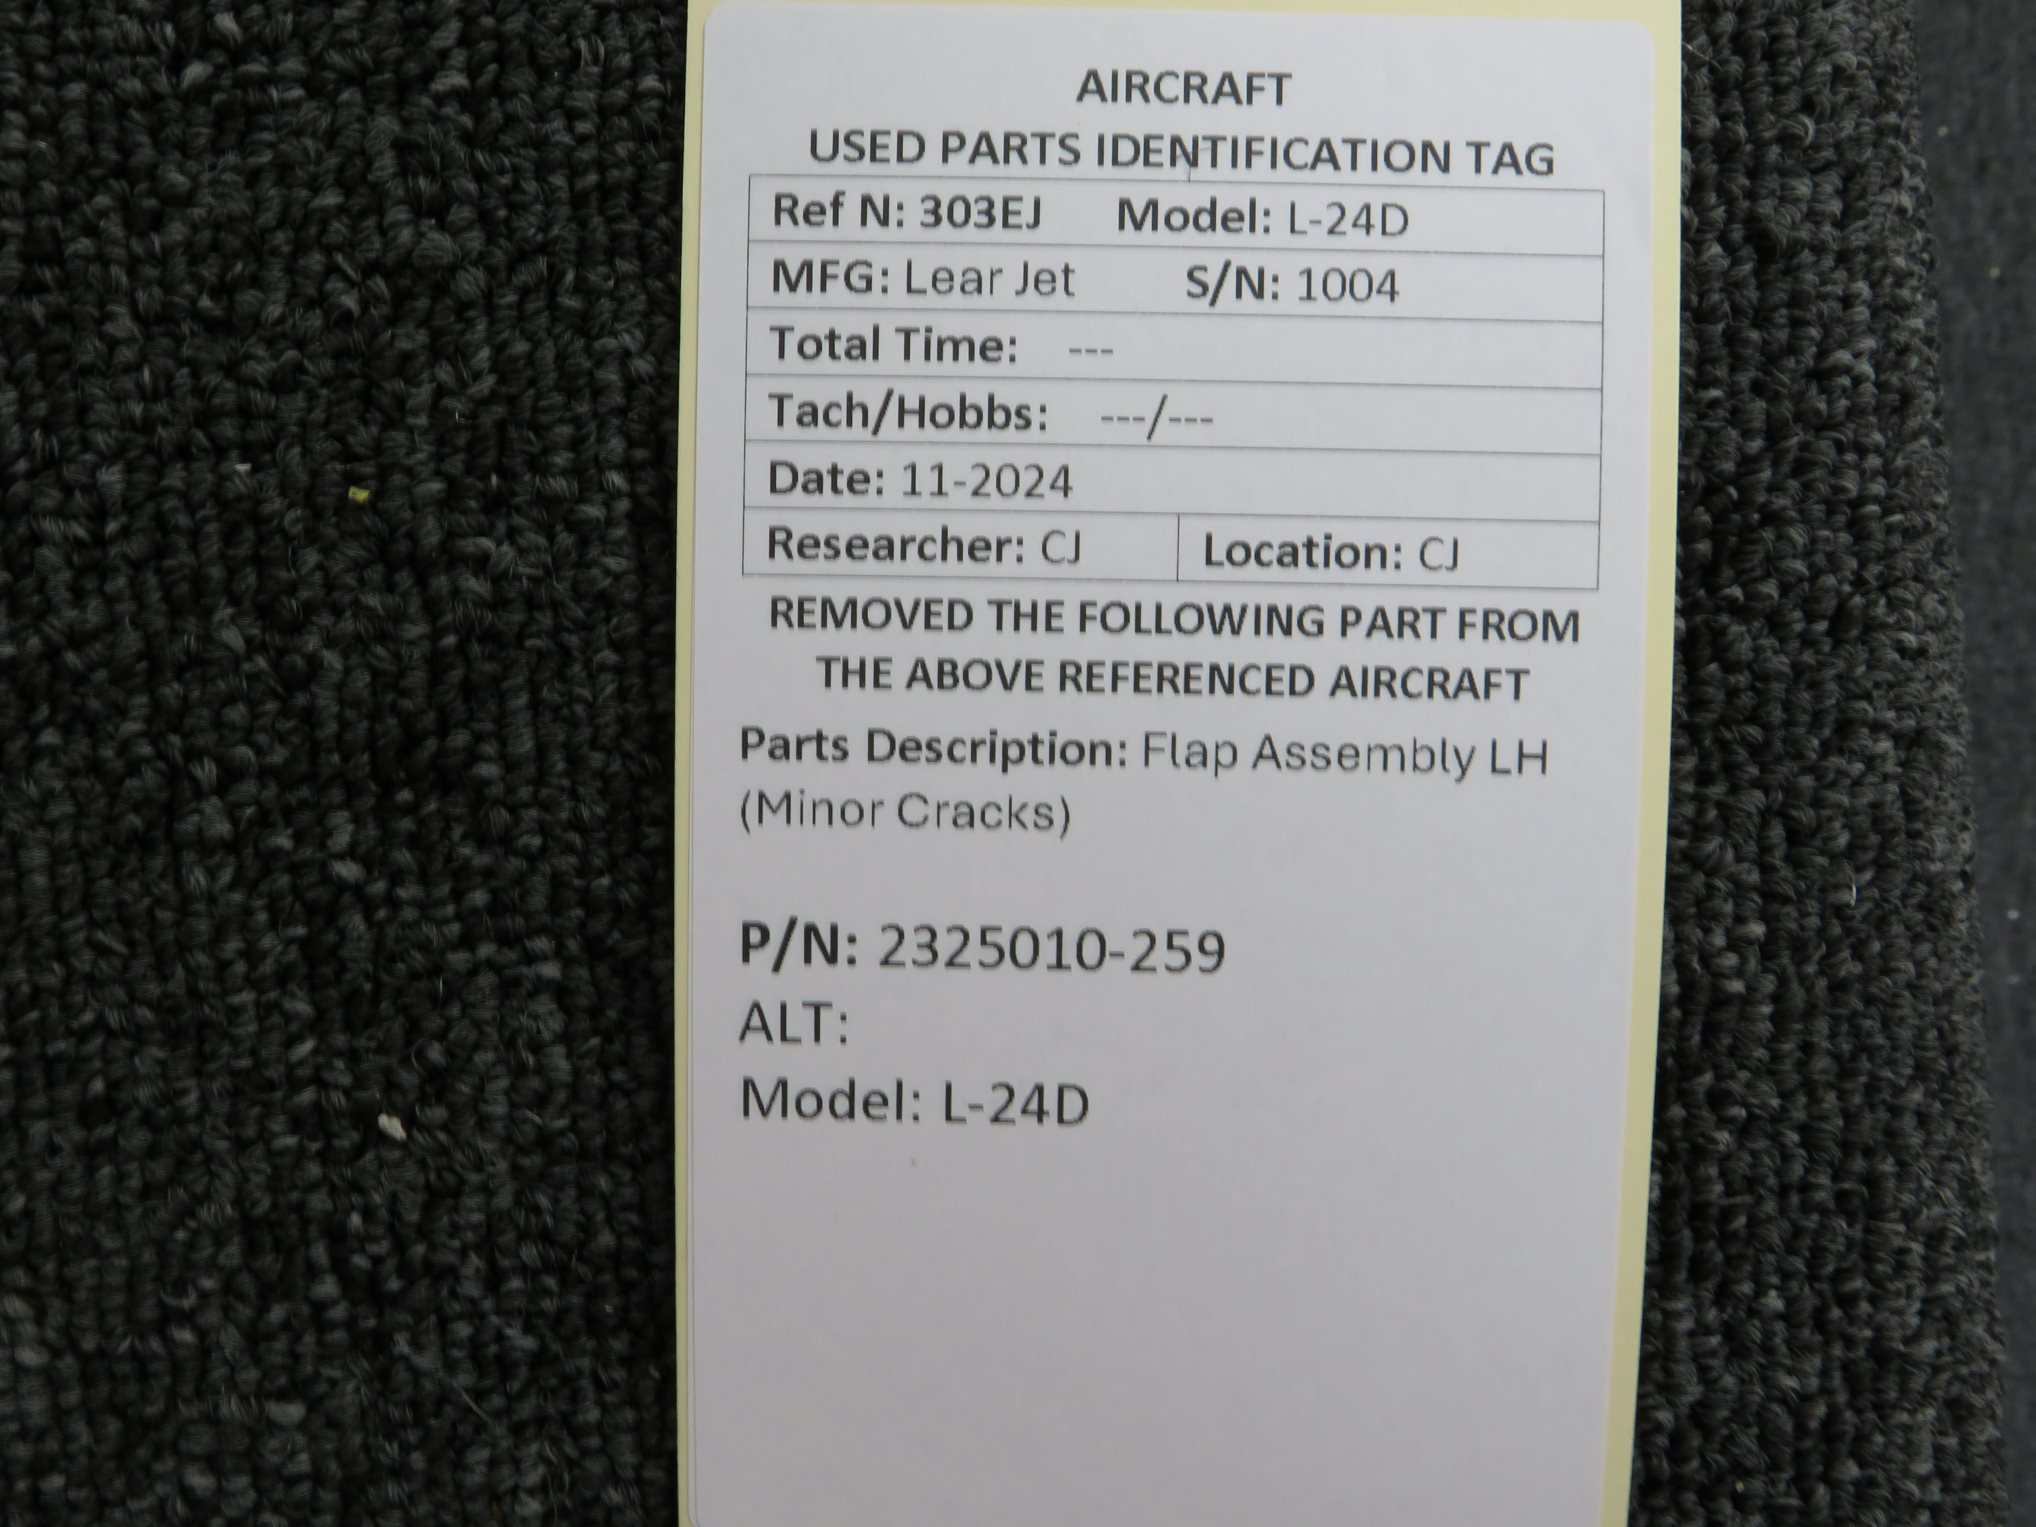 AIRCRAFT
USED PARTS IDENTIFICATION TAG
Ref N: 303EJ Model: L-24D
MFG: Lear Jet S/N: 1004
Total Time: ---
Tach/Hobbs: ---/---
Date: 11-2024
Researcher: CJ Location: CJ
REMOVED THE FOLLOWING PART FROM
THE ABOVE REFERENCED AIRCRAFT
Parts Description: Flap Assembly LH
(Minor Cracks)
P/N: 2325010-259
ALT:
Model: L-24D